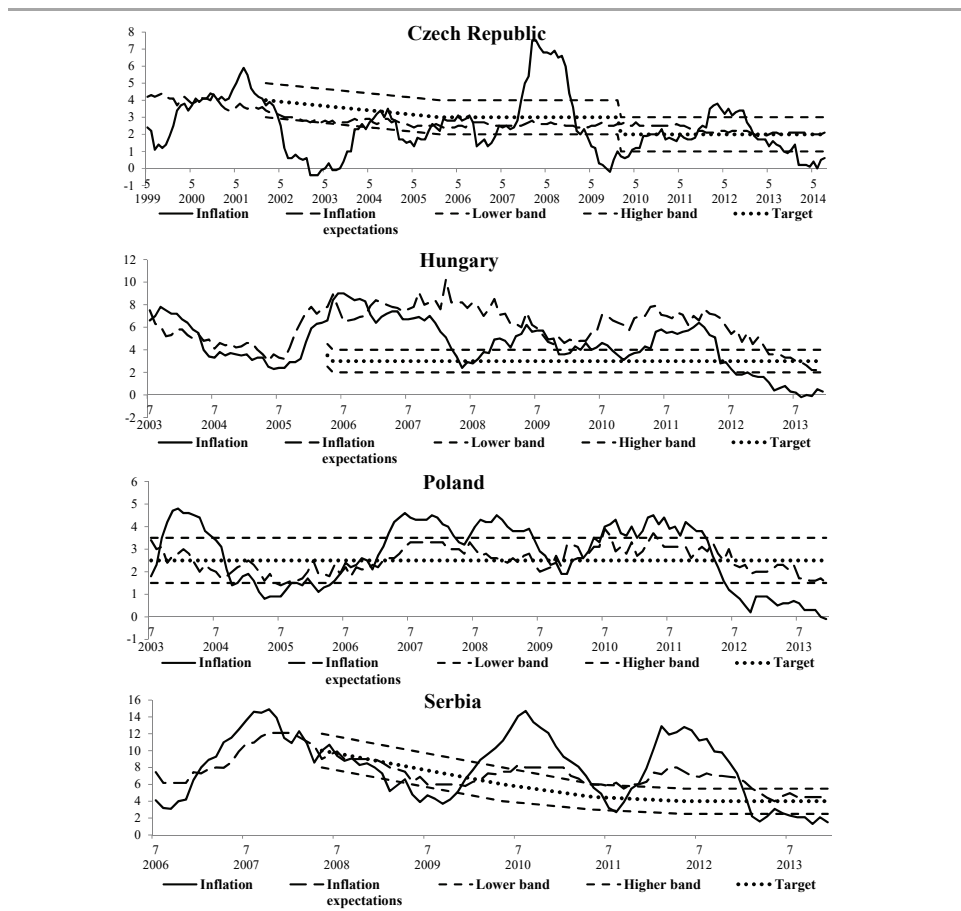 Czech Republic
8
7
6
5
4
3
2
1
0
-1
5 5 5 5 5 5 5 5 5 5 5 5 5 5 5 5
1999 2000 2001 2002 2003 2004 2005 2006 2007 2008 2009 2010 2011 2012 2013 2014
Inflation Inflation expectations Lower band Higher band Target
Hungary
12
10
8
6
4
2
0
-2
7 7 7 7 7 7 7 7 7 7 7
2003 2004 2005 2006 2007 2008 2009 2010 2011 2012 2013
Inflation Inflation expectations Lower band Higher band Target
Poland
6
5
4
3
2
1
0
-1
7 7 7 7 7 7 7 7 7 7 7
2003 2004 2005 2006 2007 2008 2009 2010 2011 2012 2013
Inflation Inflation expectations Lower band Higher band Target
Serbia
16
14
12
10
8
6
4
2
0
7 7 7 7 7 7 7 7
2006 2007 2008 2009 2010 2011 2012 2013
Inflation Inflation expectations Lower band Higher band Target